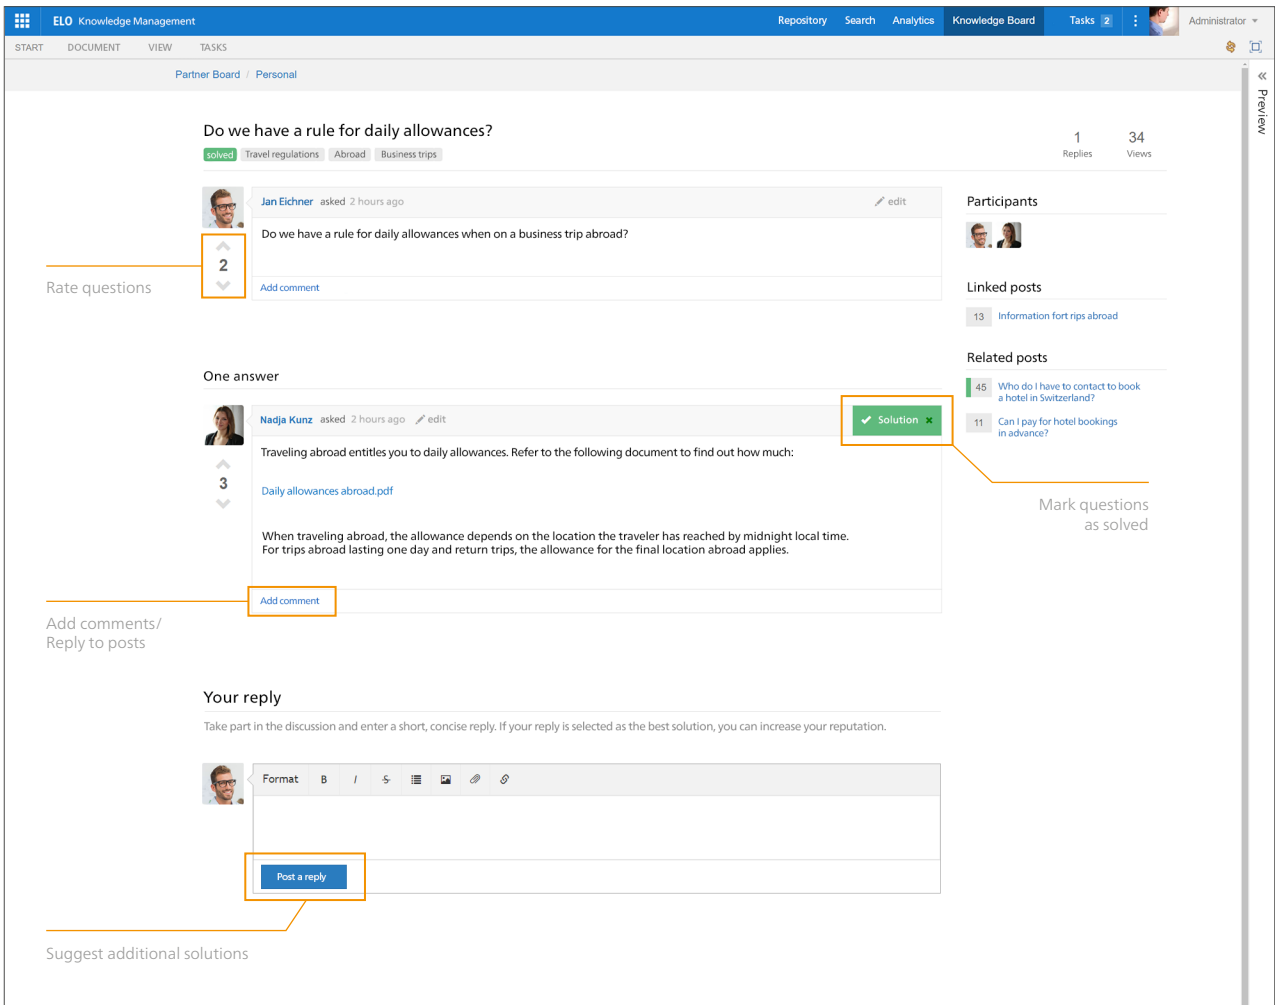 ELO Knowledge Management
Repository Search Analytics Knowledge Board Tasks 2 Administrator
START DOCUMENT VIEW TASKS
Partner Board / Personal
Preview
Do we have a rule for daily allowances?
solved Travel regulations Abroad Business trips
1 Replies
34 Views
Jan Eichner asked 2 hours ago edit
Do we have a rule for daily allowances when on a business trip abroad?
2
Add comment
Rate questions
Participants
Linked posts
13 Information fort rips abroad
Related posts
45 Who do I have to contact to book
a hotel in Switzerland?
11 Can I pay for hotel bookings
in advance?
One answer
Nadja Kunz asked 2 hours ago edit
Solution
Traveling abroad entitles you to daily allowances. Refer to the following document to find out how much:
3
Daily allowances abroad.pdf
When traveling abroad, the allowance depends on the location the traveler has reached by midnight local time.
For trips abroad lasting one day and return trips, the allowance for the final location abroad applies.
Mark questions
as solved
Add comment
Add comments/
Reply to posts
Your reply
Take part in the discussion and enter a short, concise reply. If your reply is selected as the best solution, you can increase your reputation.
Format B I S
Post a reply
Suggest additional solutions